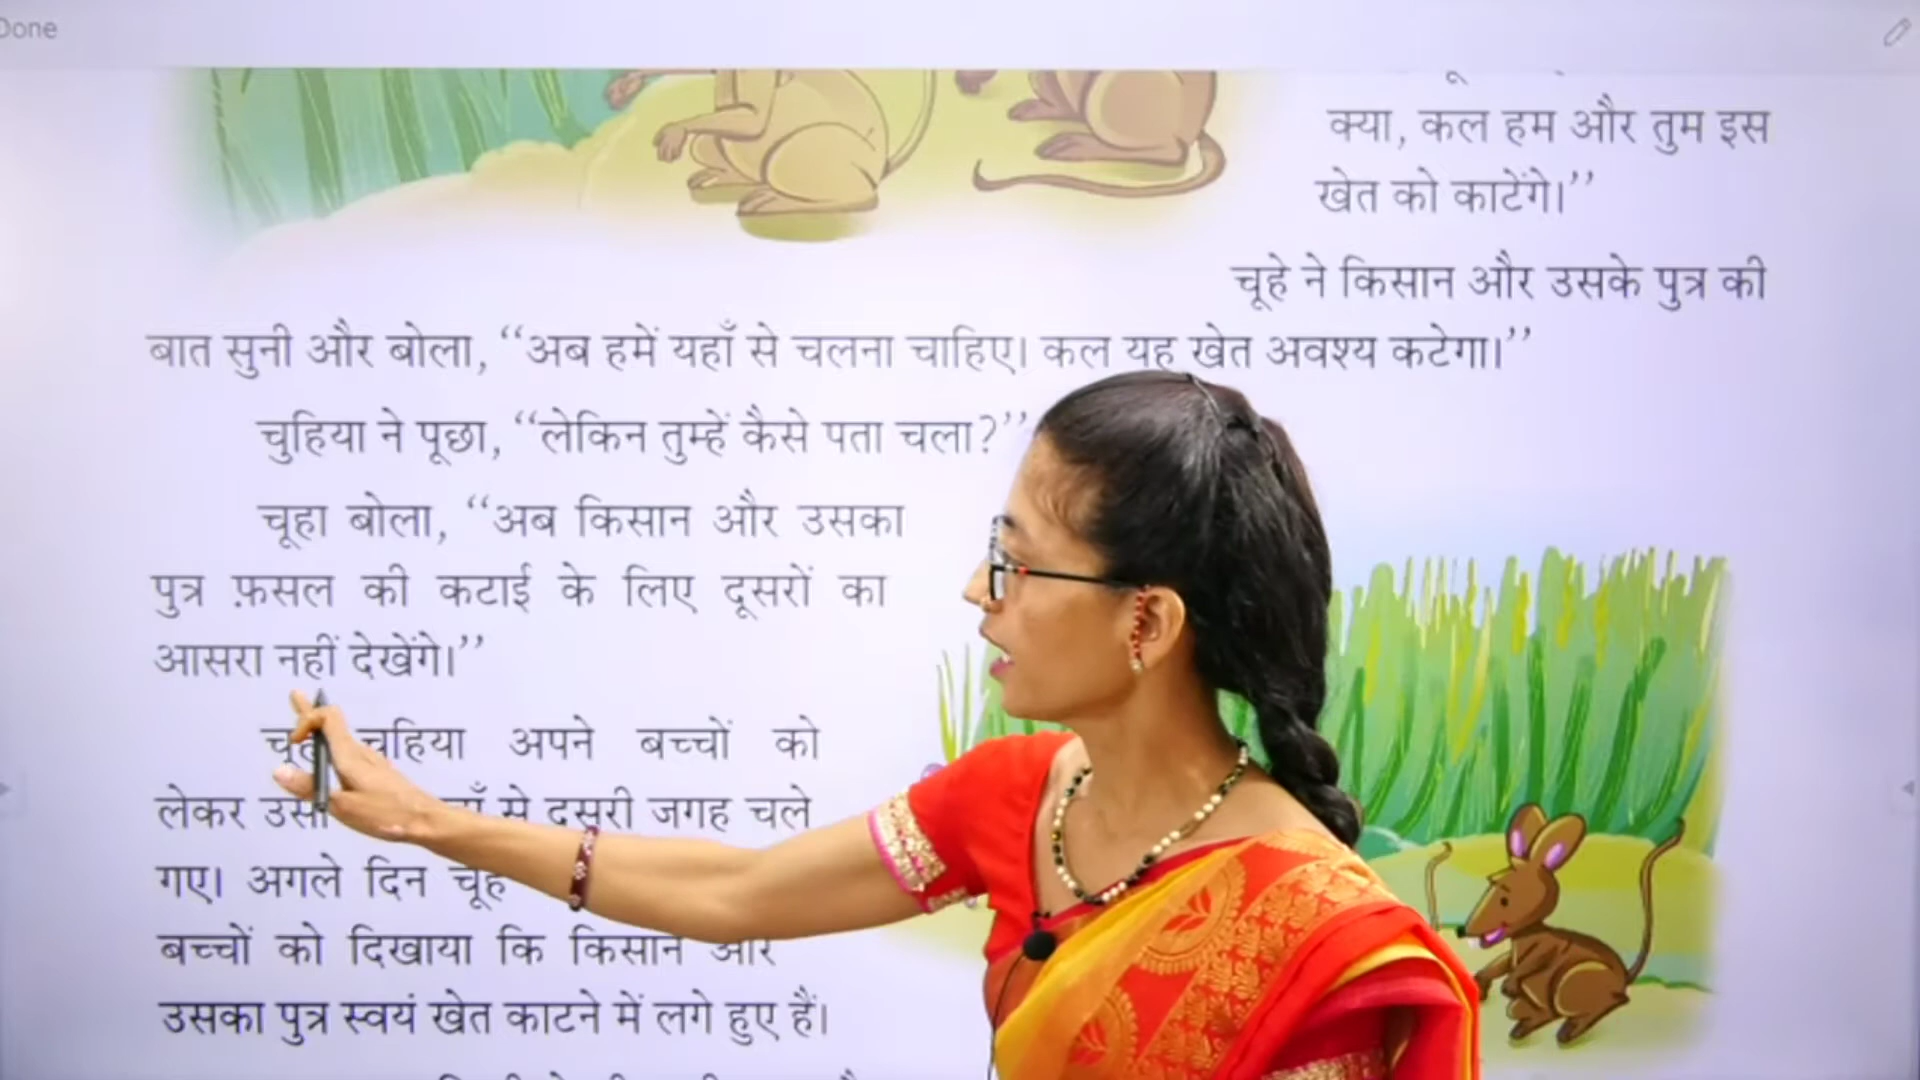 Done
क्या, कल हम और तुम इस
खेत को काटेंगे।’’
चूहे ने किसान और उसके पुत्र की
बात सुनी और बोला, ‘‘अब हमें यहाँ से चलना चाहिए। कल यह खेत अवश्य कटेगा।’’
चुहिया ने पूछा, ‘‘लेकिन तुम्हें कैसे पता चला?’’
चूहा बोला, ‘‘अब किसान और उसका
पुत्र फ़सल की कटाई के लिए दूसरों का
आसरा नहीं देखेंगे।’’
चुहिया अपने बच्चों को
लेकर से दूसरी जगह चले
गए। अगले दिन
बच्चों को दिखाया कि किसान और
उसका पुत्र स्वयं खेत काटने में लगे हुए हैं।